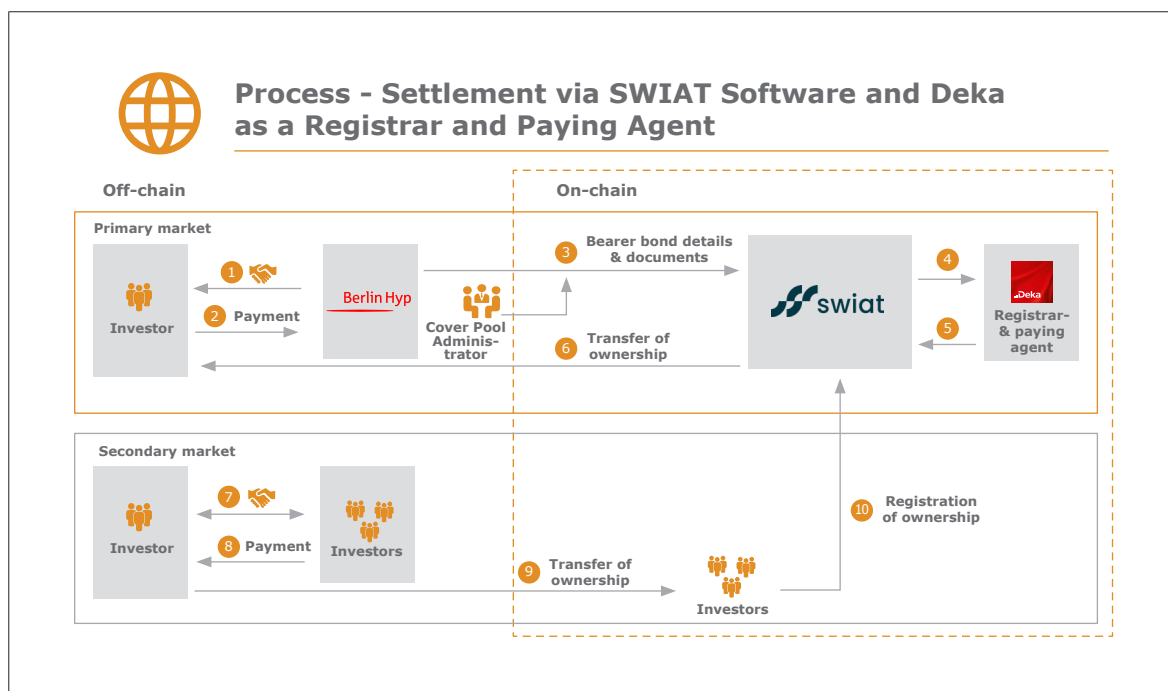 Process - Settlement via SWIAT Software and Deka
as a Registrar and Paying Agent
Off-chain
On-chain
Primary market
1
Investor
2 Payment
Berlin Hyp
Cover Pool
Adminis-
trator
3 Bearer bond details
& documents
swiat
4
5
Deka
Registrar-
& paying
agent
6 Transfer of
ownership
Secondary market
7
Investor
8 Payment
Investors
9 Transfer of
ownership
Investors
10 Registration
of ownership